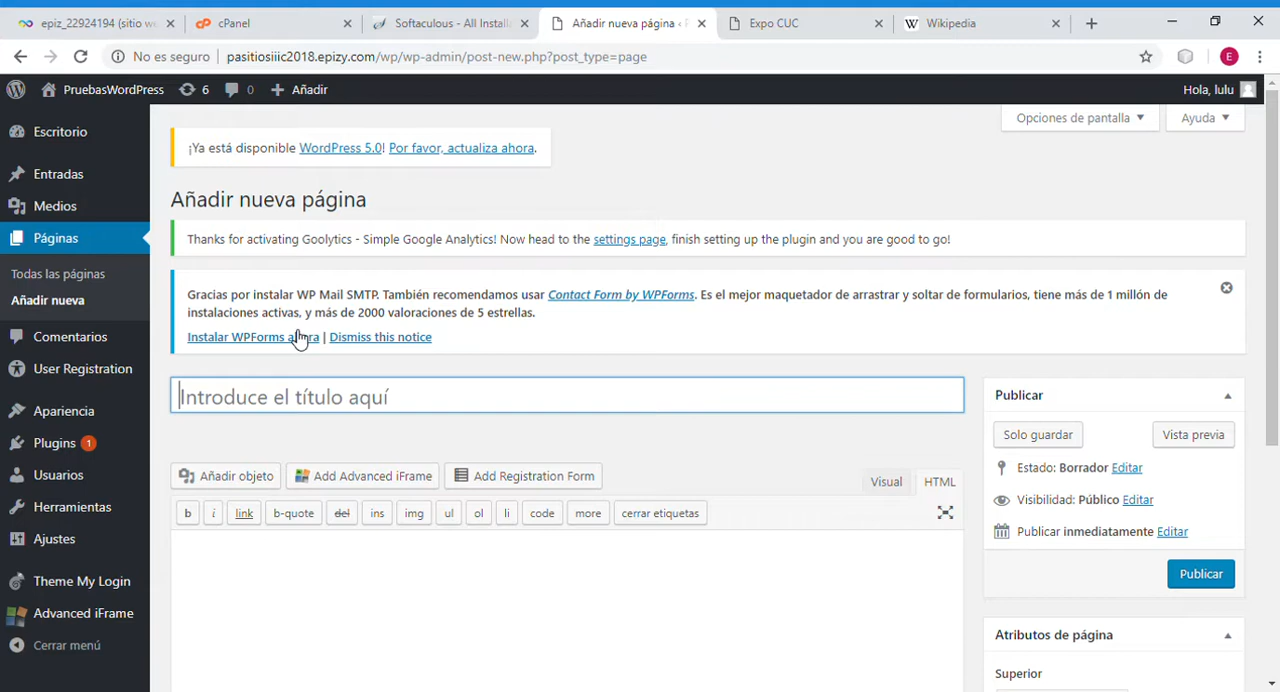 epiz_22924194 (sitio w
cPanel
Softaculous - All Install
Añadir nueva página ‹ P
Expo CUC
Wikipedia
No es seguro
pasitiosiiic2018.epizy.com/wp/wp-admin/post-new.php?post_type=page
E
PruebasWordPress
6
0
Añadir
Hola, lulu
Escritorio
Entradas
Medios
Páginas
Todas las páginas
Añadir nueva
Comentarios
User Registration
Apariencia
Plugins 1
Usuarios
Herramientas
Ajustes
Theme My Login
Advanced iFrame
Cerrar menú
Opciones de pantalla
Ayuda
¡Ya está disponible WordPress 5.0! Por favor, actualiza ahora.
Añadir nueva página
Thanks for activating Goolytics - Simple Google Analytics! Now head to the settings page, finish setting up the plugin and you are good to go!
Gracias por instalar WP Mail SMTP. También recomendamos usar Contact Form by WPForms. Es el mejor maquetador de arrastrar y soltar de formularios, tiene más de 1 millón de
instalaciones activas, y más de 2000 valoraciones de 5 estrellas.
Instalar WPForms ahora | Dismiss this notice
Introduce el título aquí
Añadir objeto
Add Advanced iFrame
Add Registration Form
Visual
HTML
b
i
link
b-quote
del
ins
img
ul
ol
li
code
more
cerrar etiquetas
Publicar
Solo guardar
Vista previa
Estado: Borrador Editar
Visibilidad: Público Editar
Publicar inmediatamente Editar
Publicar
Atributos de página
Superior